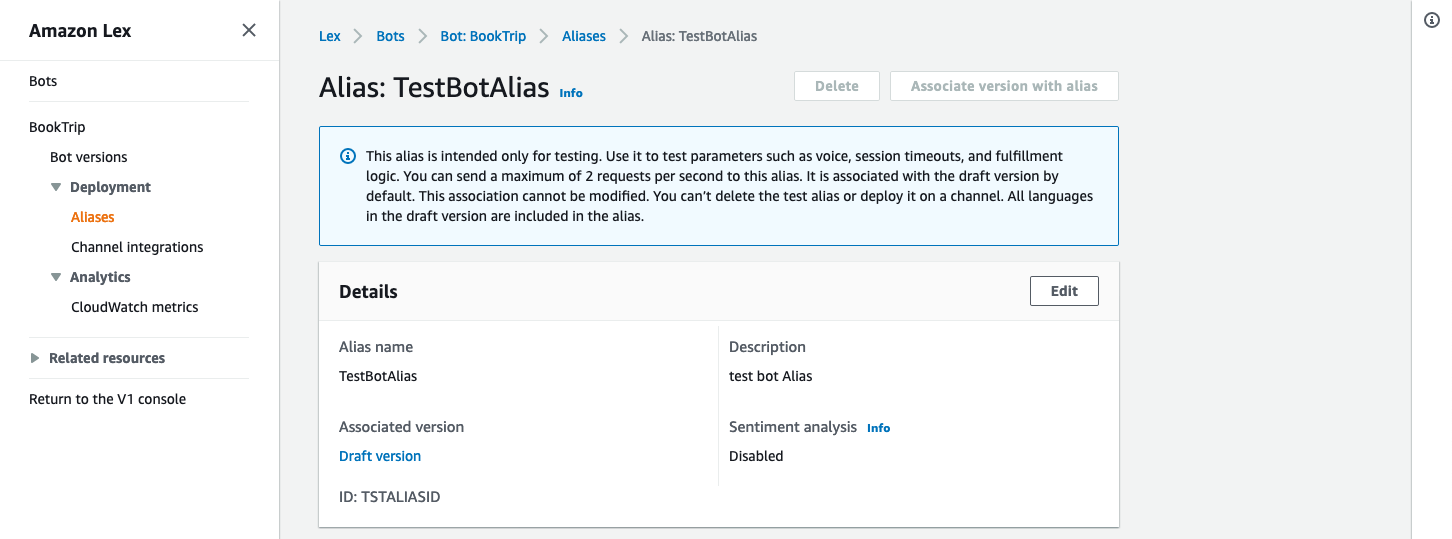 Amazon Lex
Bots
BookTrip
Bot versions
Deployment
Aliases
Channel integrations
Analytics
CloudWatch metrics
Related resources
Return to the V1 console
Lex
Bots
Bot: BookTrip
Aliases
Alias: TestBotAlias
Alias: TestBotAlias Info
Delete
Associate version with alias
This alias is intended only for testing. Use it to test parameters such as voice, session timeouts, and fulfillment
logic. You can send a maximum of 2 requests per second to this alias. It is associated with the draft version by
default. This association cannot be modified. You can’t delete the test alias or deploy it on a channel. All languages
in the draft version are included in the alias.
Details
Edit
Alias name
TestBotAlias
Description
test bot Alias
Associated version
Draft version
Sentiment analysis Info
Disabled
ID: TSTALIASID